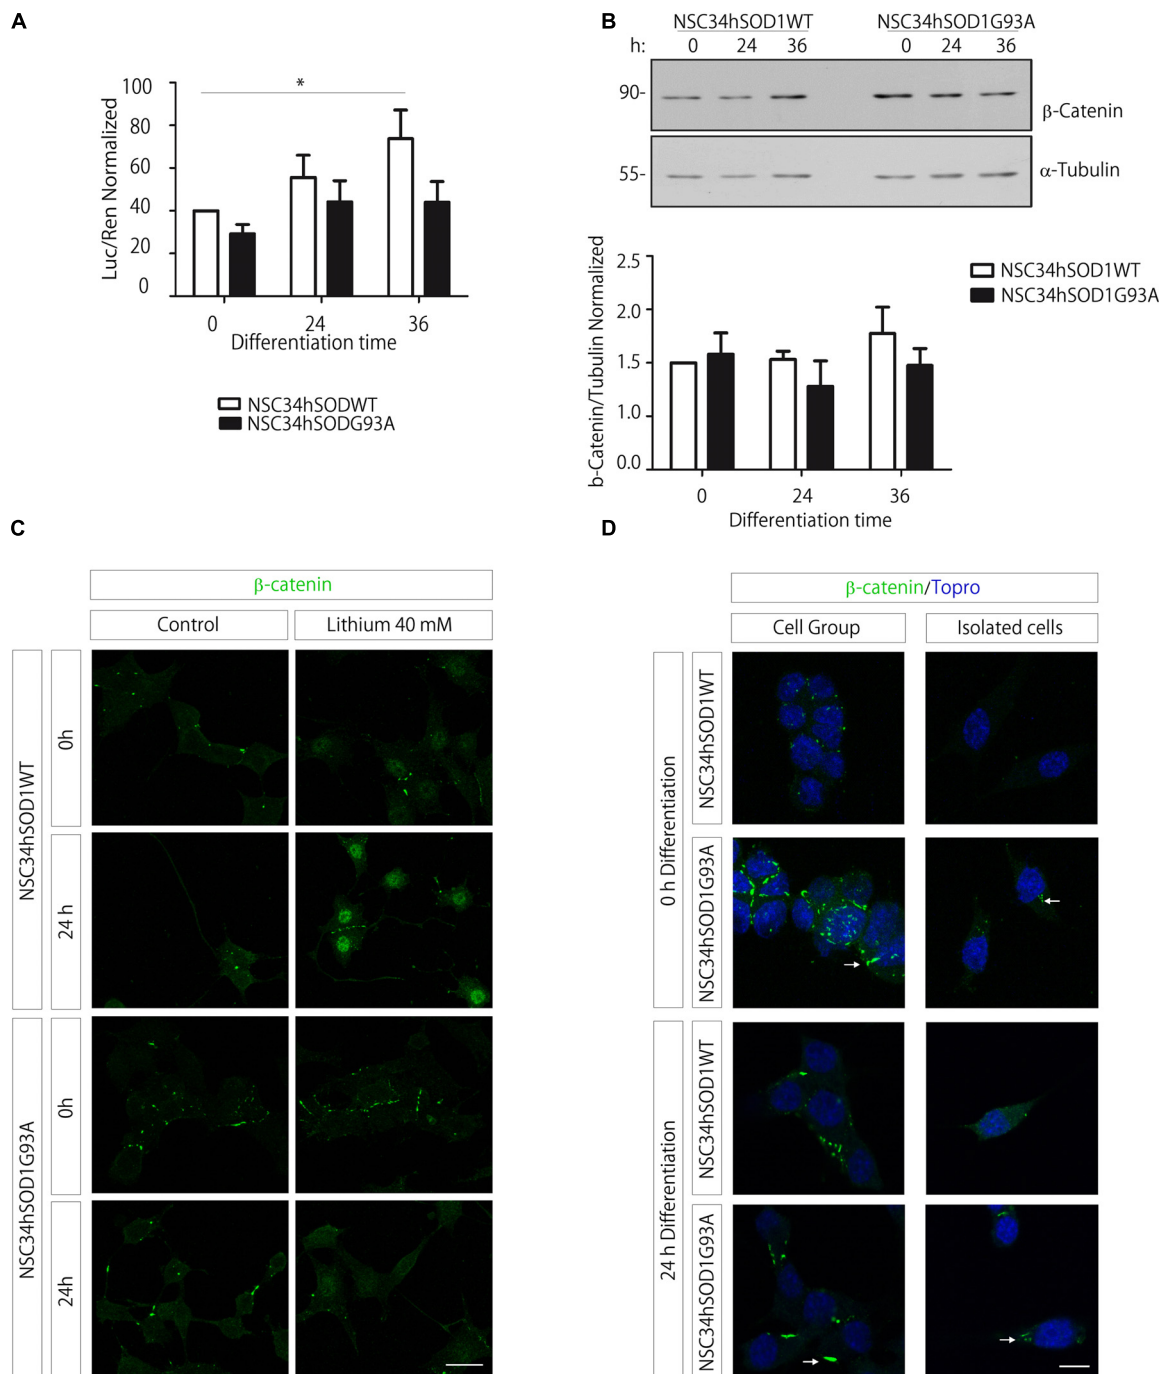 A
100
80
60
40
20
0
*
Luc/Ren Normalized
0 24 36
Differentiation time
NSC34hSODWT
NSC34hSODG93A
B
NSC34hSOD1WT NSC34hSOD1G93A
h: 0 24 36 0 24 36
90-
β-Catenin
55-
α-Tubulin
2.5
2.0
1.5
1.0
0.0
b-Catenin/Tubulin Normalized
0 24 36
Differentiation time
NSC34hSOD1WT
NSC34hSOD1G93A
C
β-catenin
Control Lithium 40 mM
NSC34hSOD1WT
0h
24 h
NSC34hSOD1G93A
0h
24h
D
β-catenin/Topro
Cell Group Isolated cells
0 h Differentiation
NSC34hSOD1WT
NSC34hSOD1G93A
24 h Differentiation
NSC34hSOD1WT
NSC34hSOD1G93A